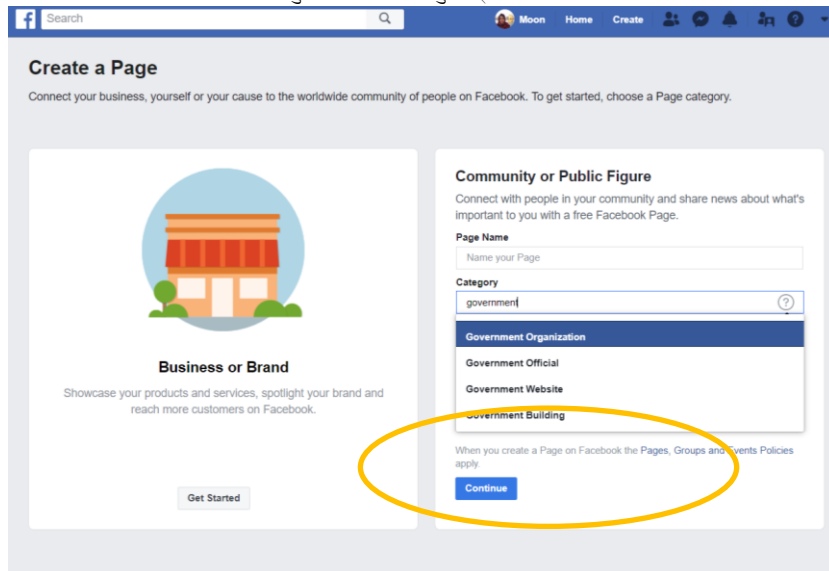 f
Search
Moon Home Create
Create a Page
Connect your business, yourself or your cause to the worldwide community of people on Facebook. To get started, choose a Page category.
Business or Brand
Showcase your products and services, spotlight your brand and
reach more customers on Facebook.
Get Started
Community or Public Figure
Connect with people in your community and share news about what's
important to you with a free Facebook Page.
Page Name
Name your Page
Category
government
Government Organization
Government Official
Government Website
Government Building
When you create a Page on Facebook the Pages, Groups and Events Policies
apply.
Continue